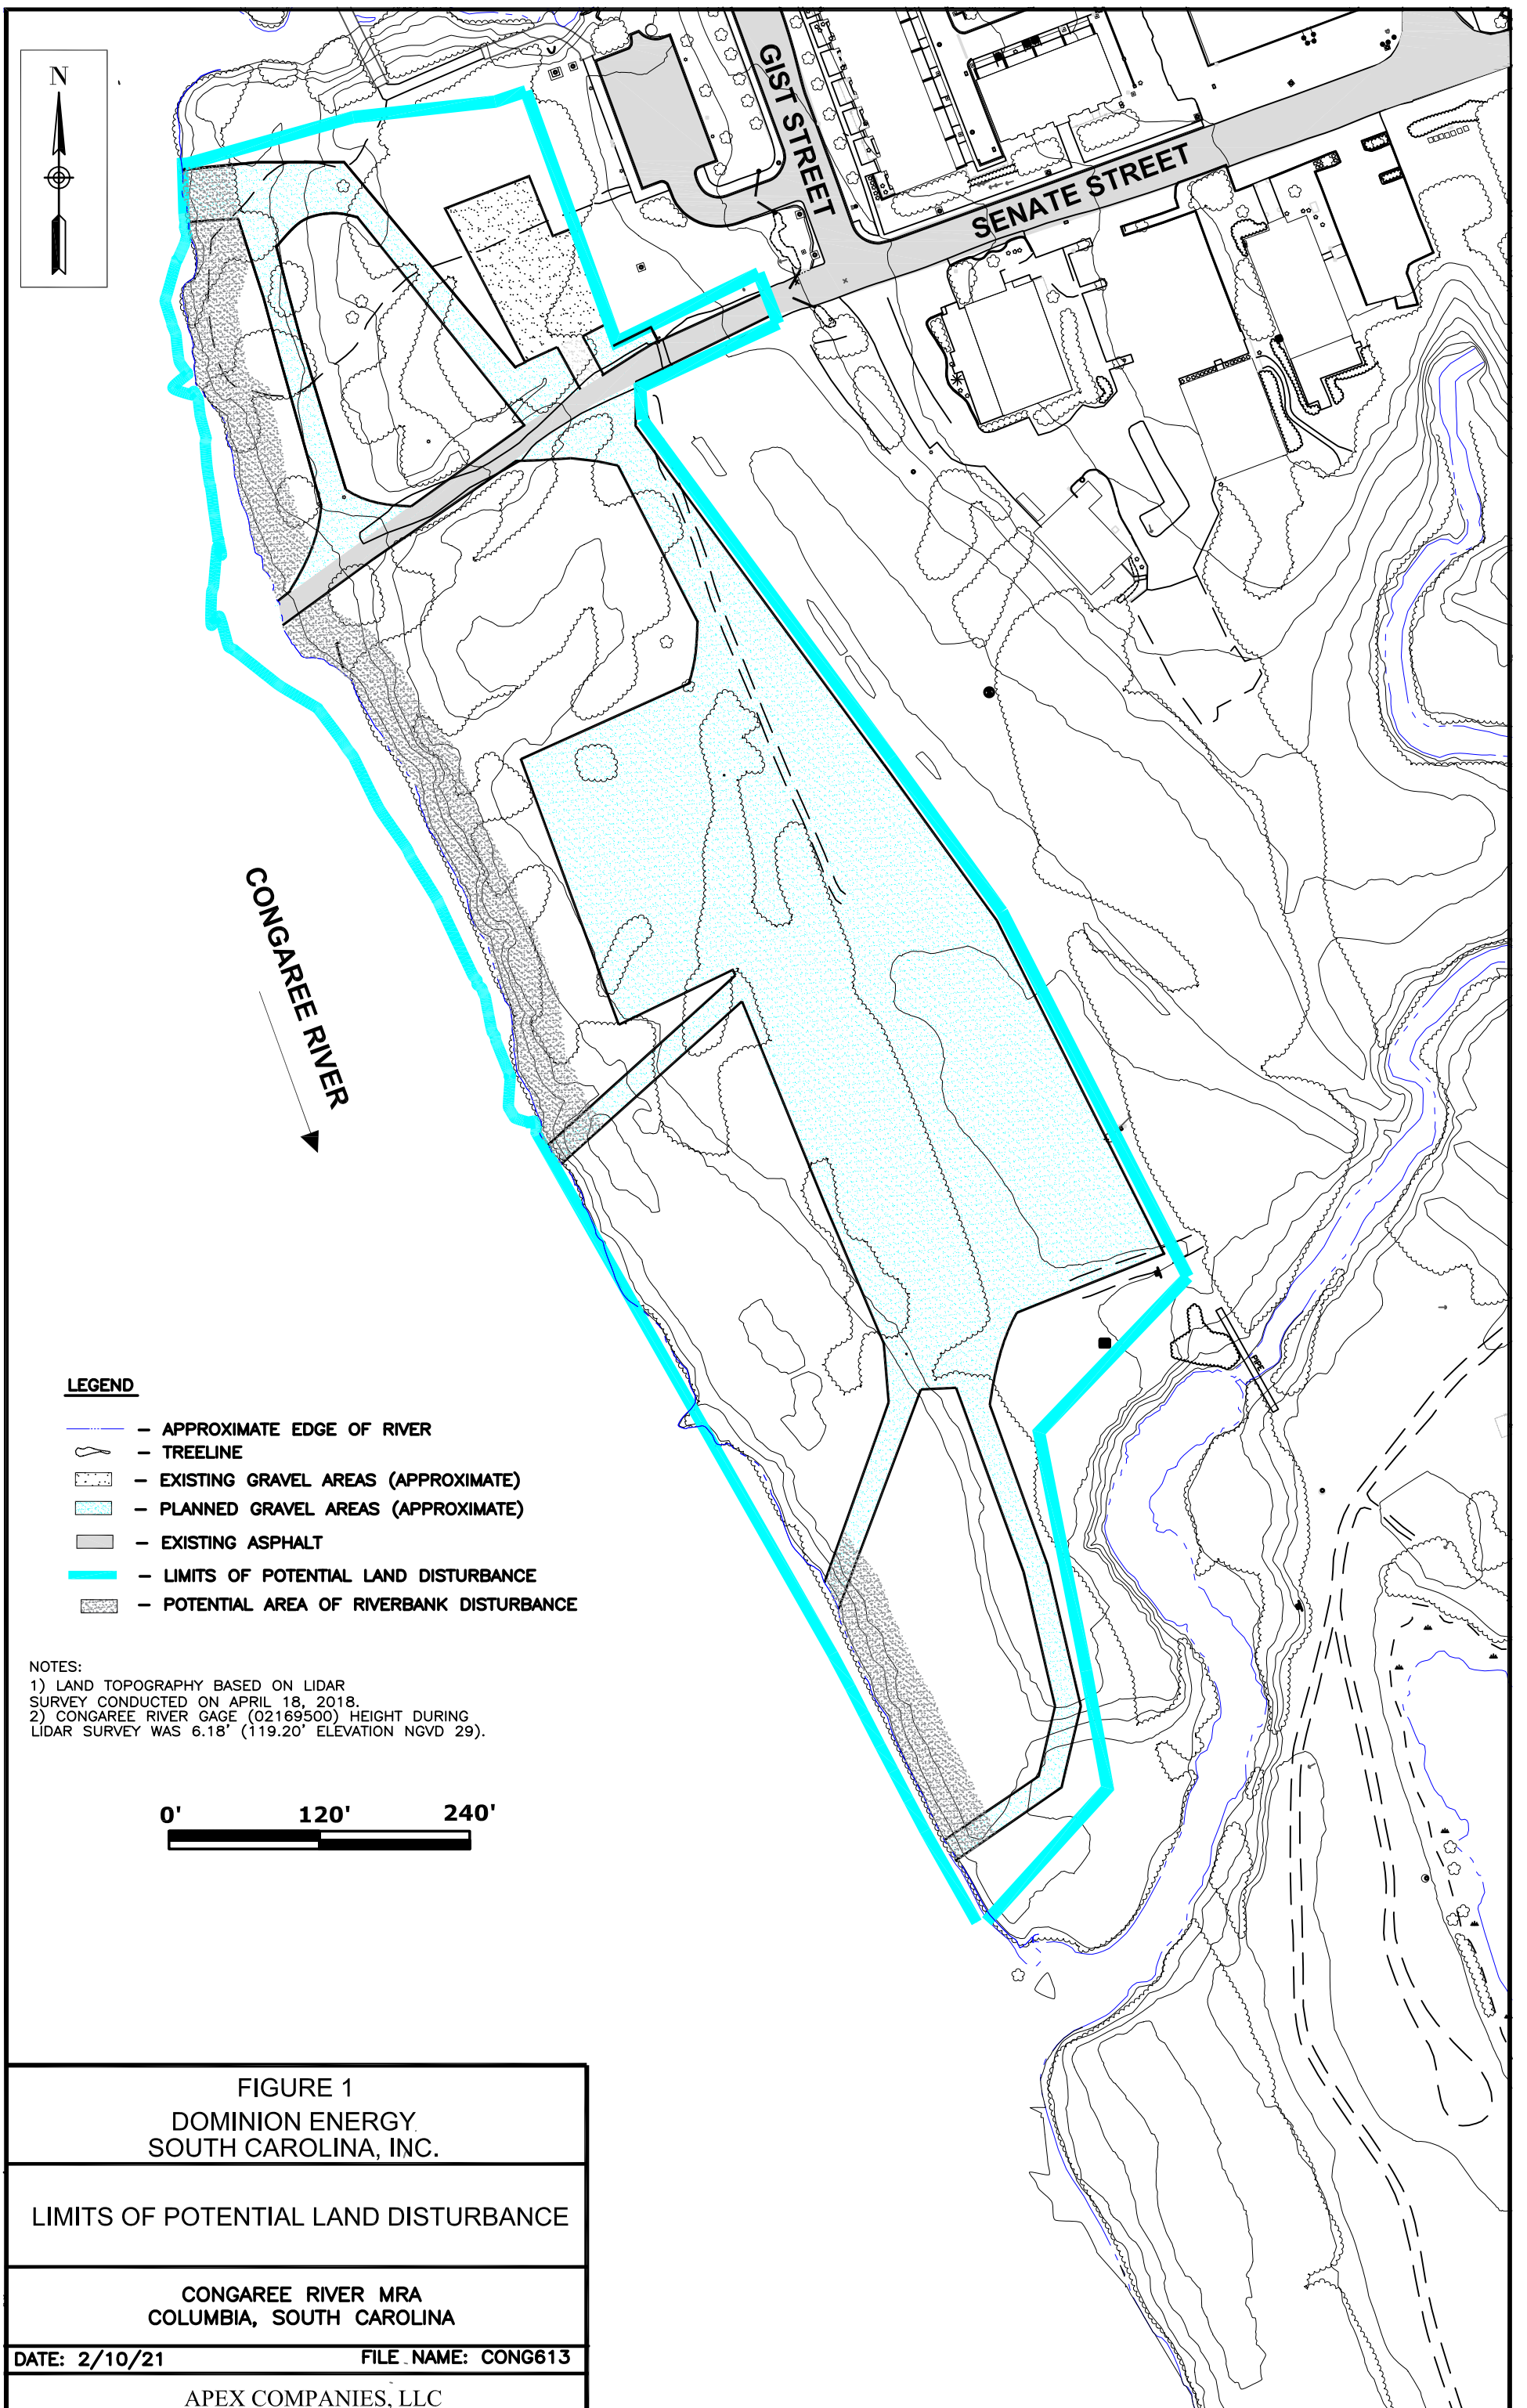 N
GIST STREET
SENATE STREET
CONGAREE RIVER
PIPE
LEGEND
– APPROXIMATE EDGE OF RIVER
– TREELINE
– EXISTING GRAVEL AREAS (APPROXIMATE)
– PLANNED GRAVEL AREAS (APPROXIMATE)
– EXISTING ASPHALT
– LIMITS OF POTENTIAL LAND DISTURBANCE
– POTENTIAL AREA OF RIVERBANK DISTURBANCE
NOTES:
1) LAND TOPOGRAPHY BASED ON LIDAR
SURVEY CONDUCTED ON APRIL 18, 2018.
2) CONGAREE RIVER GAGE (02169500) HEIGHT DURING
LIDAR SURVEY WAS 6.18' (119.20' ELEVATION NGVD 29).
0' 120' 240'
FIGURE 1
DOMINION ENERGY
SOUTH CAROLINA, INC.
LIMITS OF POTENTIAL LAND DISTURBANCE
CONGAREE RIVER MRA
COLUMBIA, SOUTH CAROLINA
DATE: 2/10/21 FILE NAME: CONG613
APEX COMPANIES, LLC